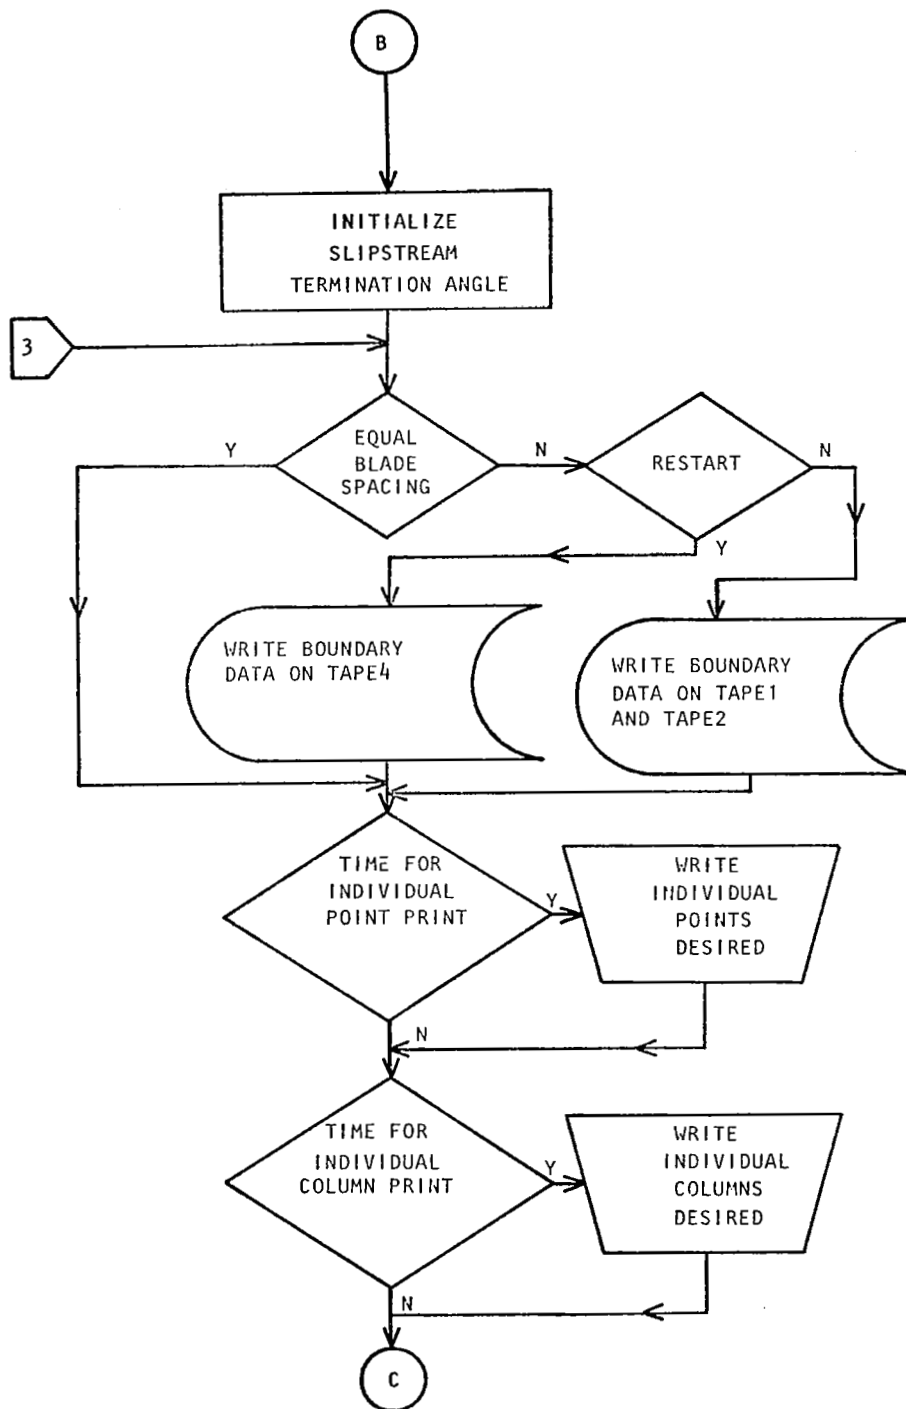 B
INITIALIZE
SLIPSTREAM
TERMINATION ANGLE
3
Y
EQUAL
BLADE
SPACING
N
RESTART
N
Y
WRITE BOUNDARY
DATA ON TAPE4
WRITE BOUNDARY
DATA ON TAPE1
AND TAPE2
TIME FOR
INDIVIDUAL
POINT PRINT
Y
WRITE
INDIVIDUAL
POINTS
DESIRED
N
TIME FOR
INDIVIDUAL
COLUMN PRINT
Y
WRITE
INDIVIDUAL
COLUMNS
DESIRED
N
C